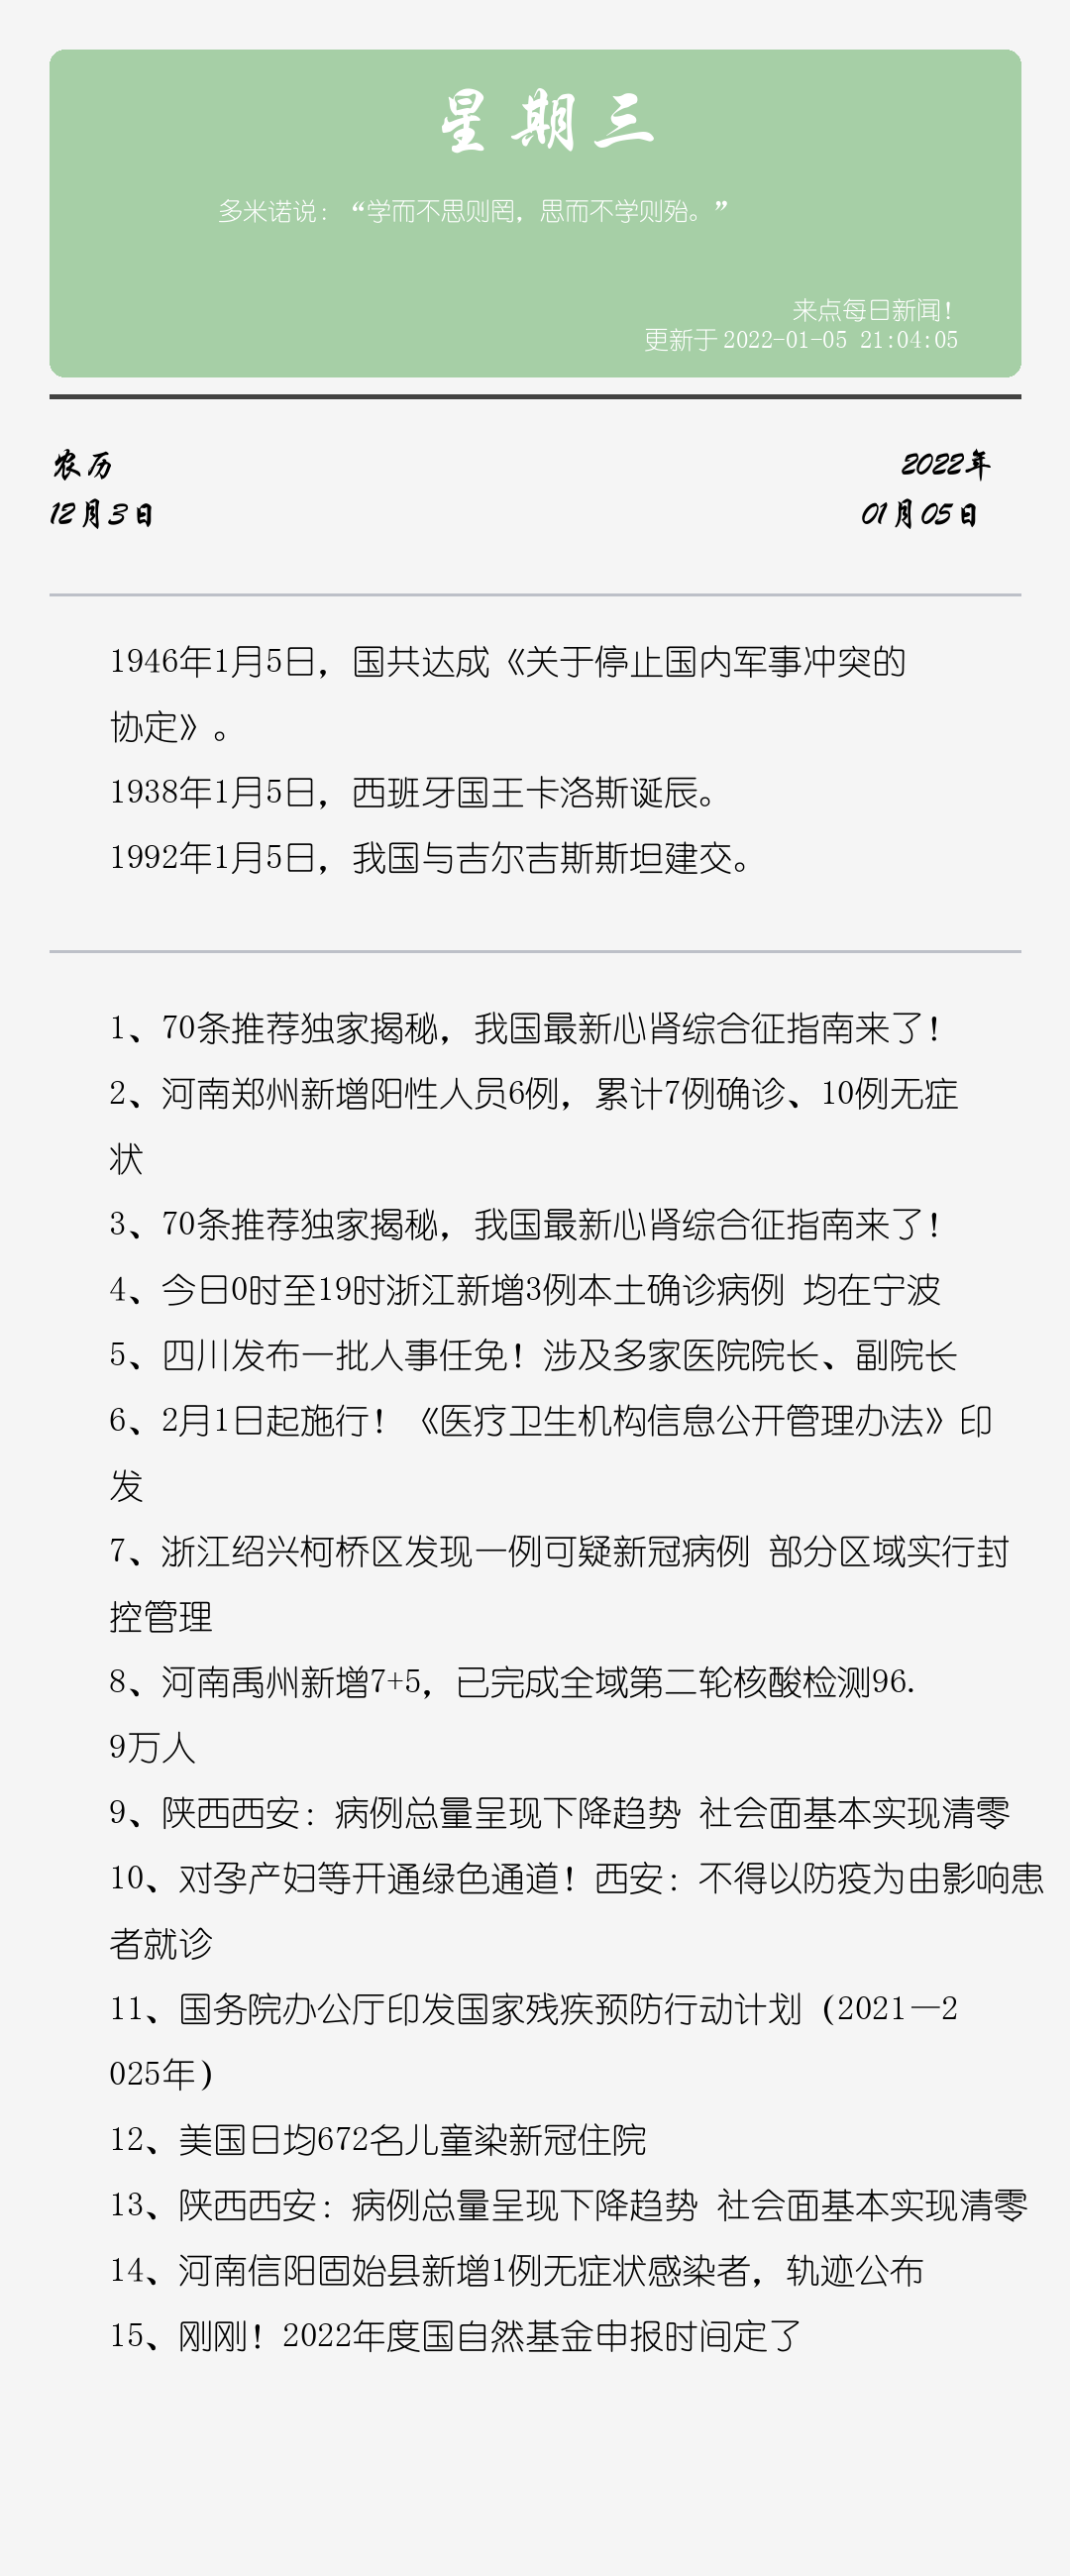 星期三
多米诺说：“学而不思则罔，思而不学则殆。”
来点每日新闻！
更新于2022-01-05 21:04:05
农历
2022年
12月3日
01月05日
1946年1月5日，国共达成《关于停止国内军事冲突的
协定》。
1938年1月5日，西班牙国王卡洛斯诞辰。
1992年1月5日，我国与吉尔吉斯斯坦建交。
1、70条推荐独家揭秘，我国最新心肾综合征指南来了！
2、河南郑州新增阳性人员6例，累计7例确诊、10例无症
状
3、70条推荐独家揭秘，我国最新心肾综合征指南来了！
4、今日0时至19时浙江新增3例本土确诊病例 均在宁波
5、四川发布一批人事任免！涉及多家医院院长、副院长
6、2月1日起施行！《医疗卫生机构信息公开管理办法》印
发
7、浙江绍兴柯桥区发现一例可疑新冠病例 部分区域实行封
控管理
8、河南禹州新增7+5，已完成全域第二轮核酸检测96.
9万人
9、陕西西安：病例总量呈现下降趋势 社会面基本实现清零
10、对孕产妇等开通绿色通道！西安：不得以防疫为由影响患
者就诊
11、国务院办公厅印发国家残疾预防行动计划（2021—2
025年）
12、美国日均672名儿童染新冠住院
13、陕西西安：病例总量呈现下降趋势 社会面基本实现清零
14、河南信阳固始县新增1例无症状感染者，轨迹公布
15、刚刚！2022年度国自然基金申报时间定了